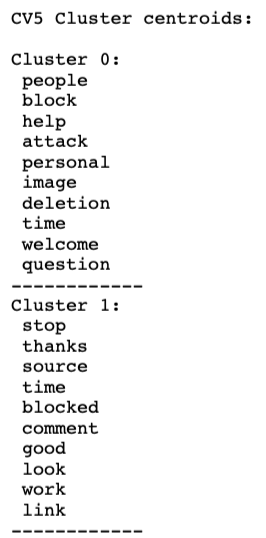 CV5 Cluster centroids:
Cluster 0:
people
block
help
attack
personal
image
deletion
time
welcome
question
------------
Cluster 1:
stop
thanks
source
time
blocked
comment
good
look
work
link
------------